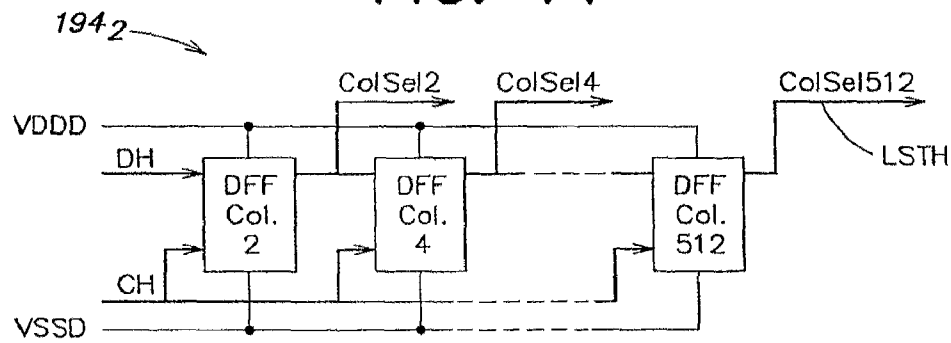 194₂
ColSel2
ColSel4
ColSel512
VDDD
DH
LSTH
DFF
Col.
2
DFF
Col.
4
DFF
Col.
512
CH
VSSD